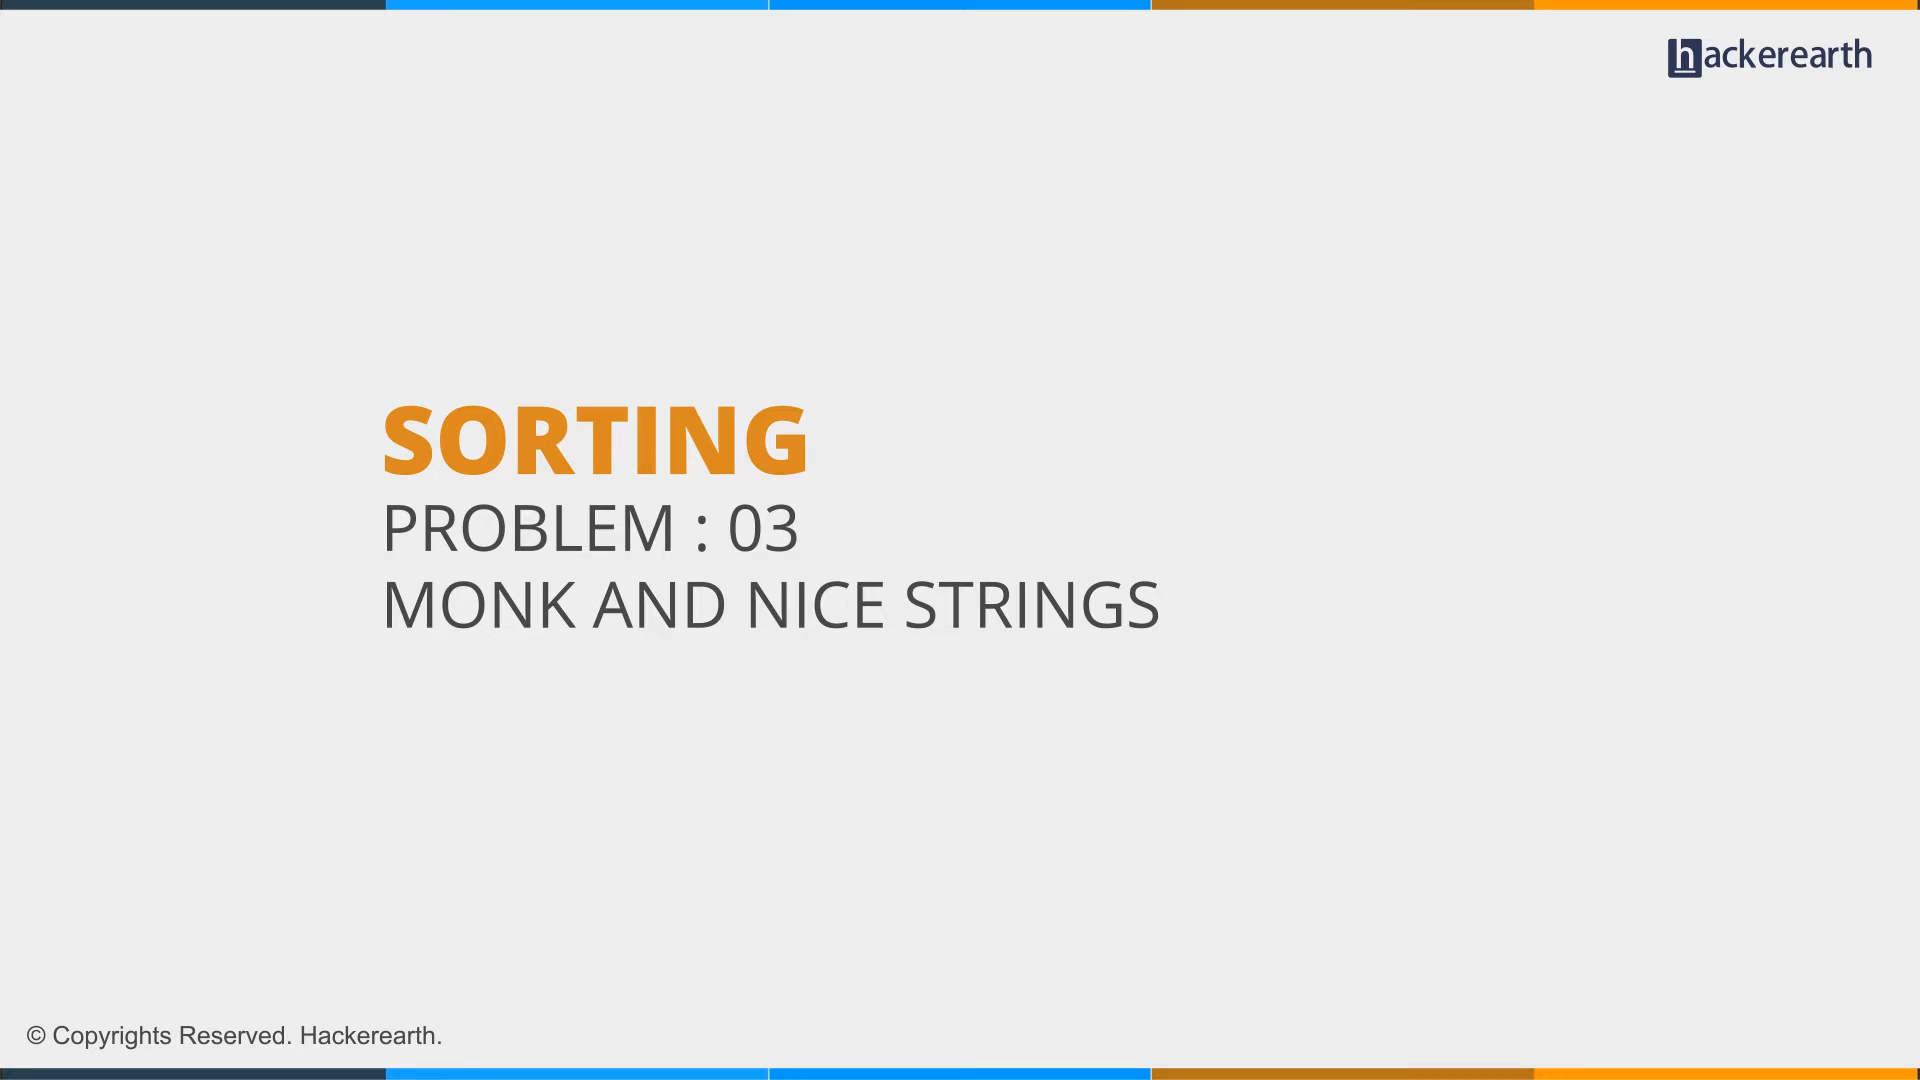 hackerearth
SORTING
PROBLEM : 03
MONK AND NICE STRINGS
© Copyrights Reserved. Hackerearth.